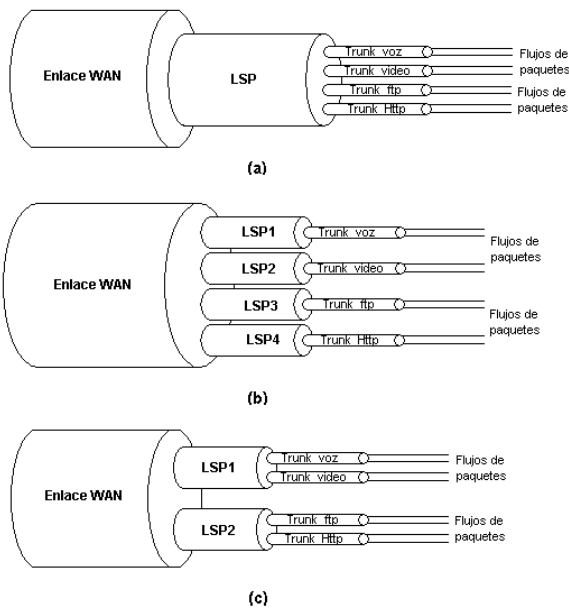 Enlace WAN
LSP
Trunk voz
Trunk video
Trunk ftp
Trunk Http
Flujos de
paquetes
Flujos de
paquetes
(a)
Enlace WAN
LSP1
LSP2
LSP3
LSP4
Trunk voz
Trunk video
Trunk ftp
Trunk Http
Flujos de
paquetes
Flujos de
paquetes
(b)
Enlace WAN
LSP1
LSP2
Trunk voz
Trunk video
Trunk ftp
Trunk Http
Flujos de
paquetes
Flujos de
paquetes
(c)